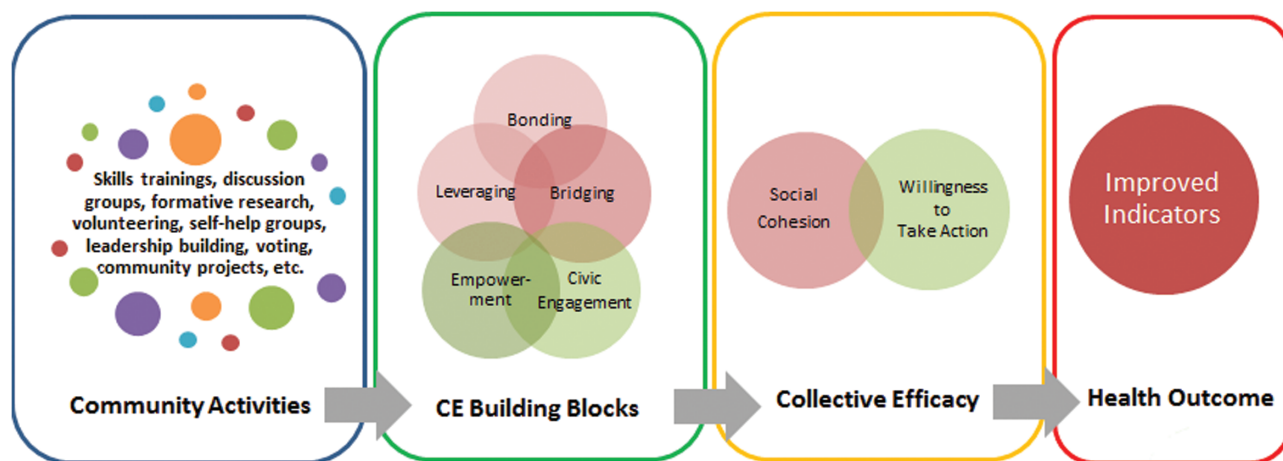 Skills trainings, discussion
groups, formative research,
volunteering, self-help groups,
leadership building, voting,
community projects, etc.
Community Activities
Bonding
Leveraging
Bridging
Empower-
ment
Civic
Engagement
CE Building Blocks
Social
Cohesion
Willingness
to
Take Action
Collective Efficacy
Improved
Indicators
Health Outcome